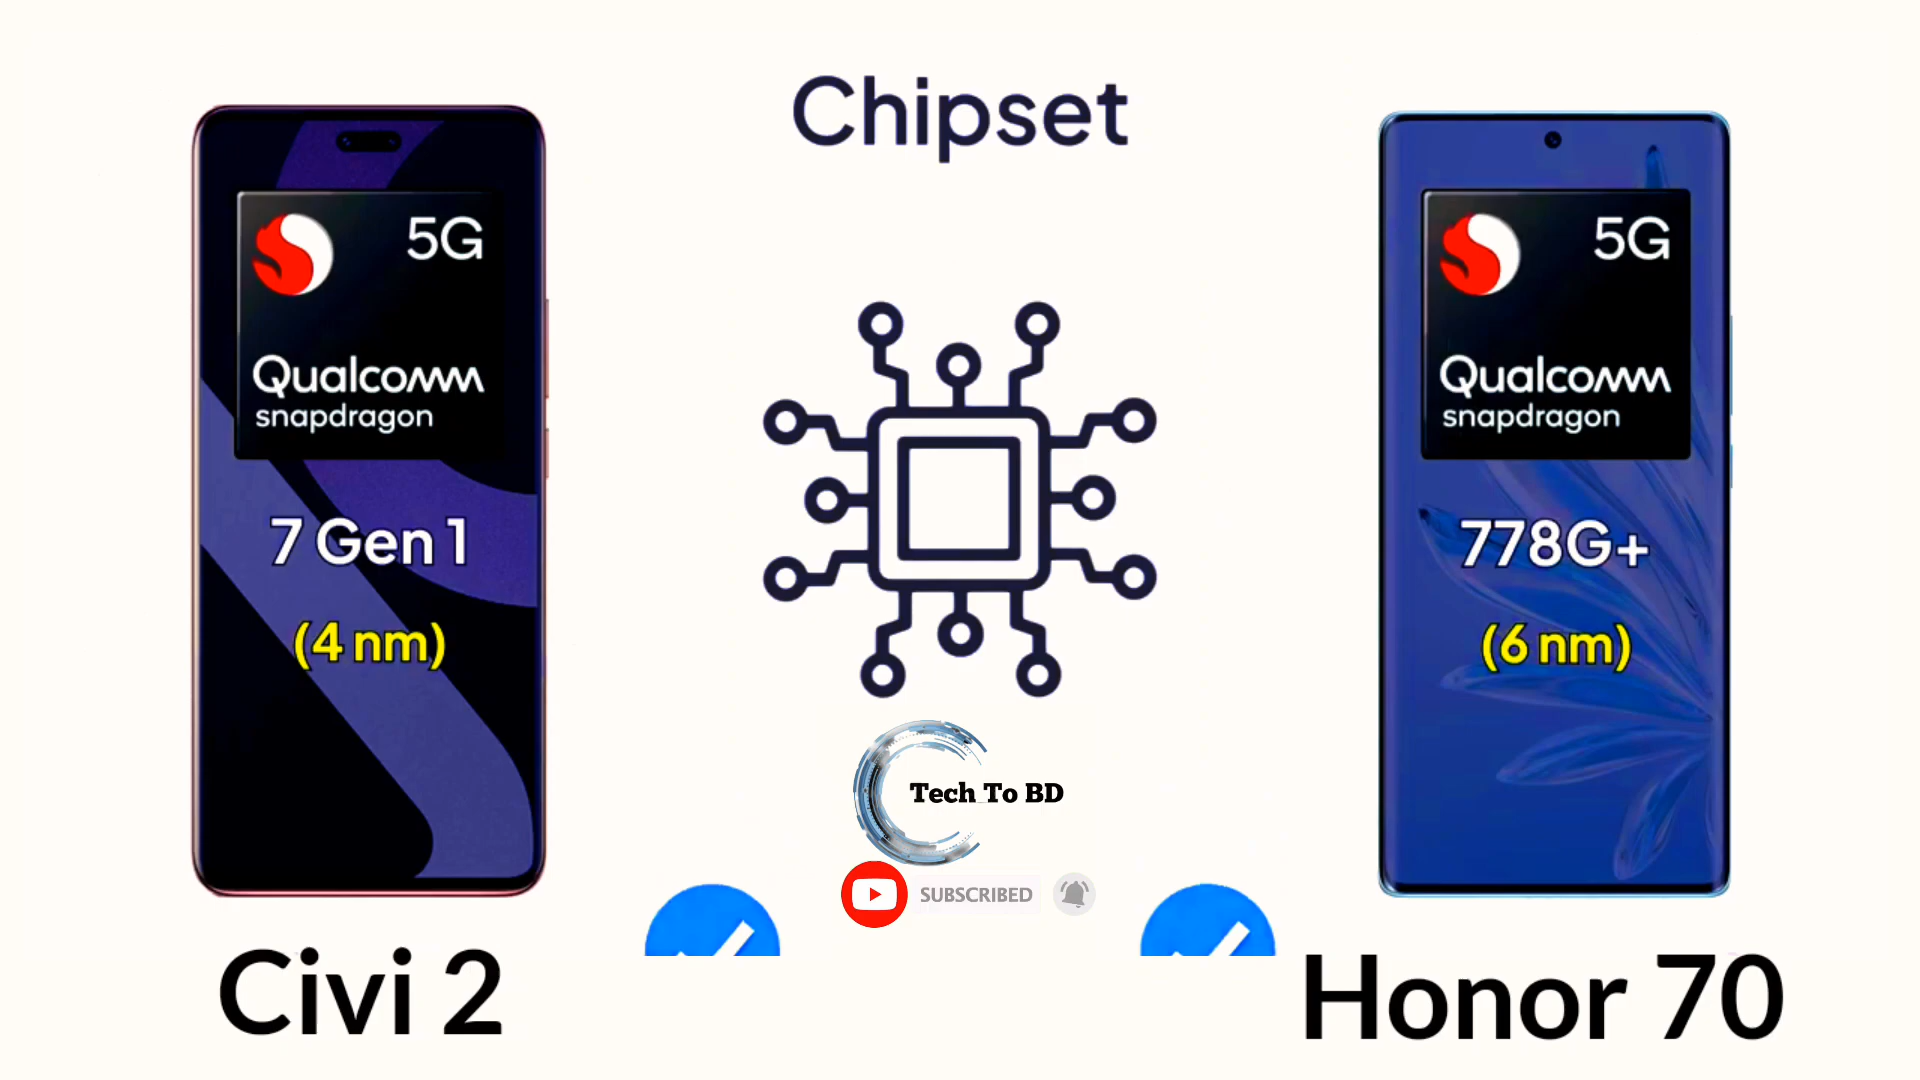 Chipset
5G
Qualcomm
snapdragon
7 Gen 1
(4 nm)
5G
Qualcomm
snapdragon
778G+
(6 nm)
Tech To BD
SUBSCRIBED
Civi 2
Honor 70